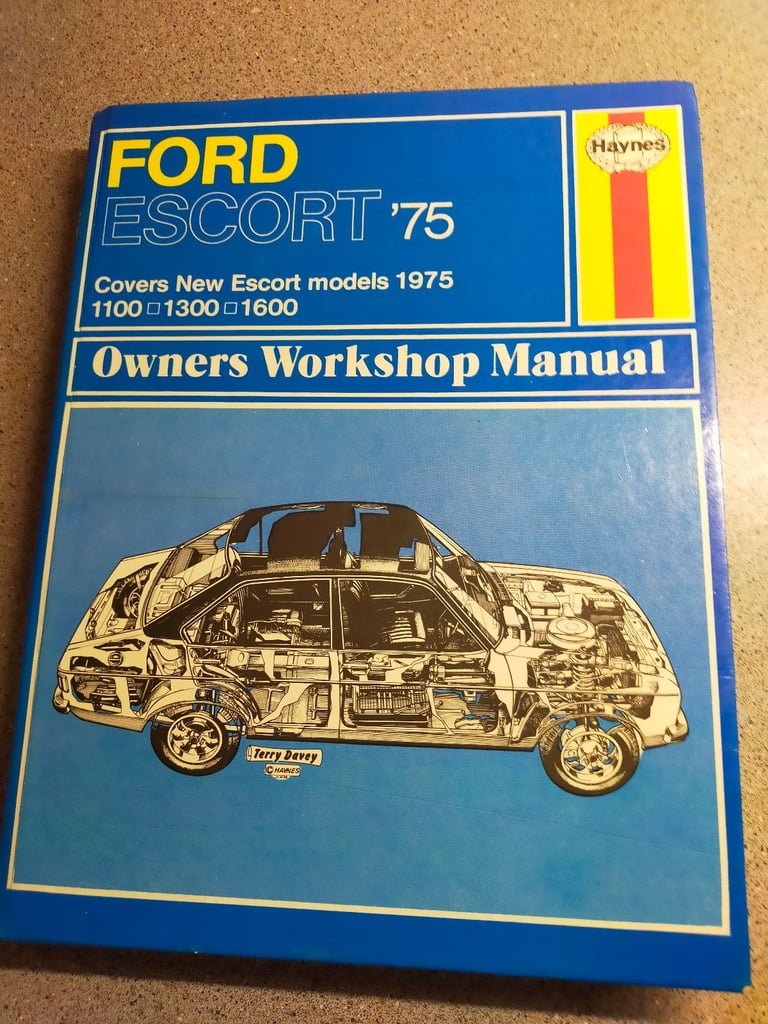 FORD
ESCORT '75
Haynes
Covers New Escort models 1975
1100 □ 1300 □ 1600
Owners Workshop Manual
Terry Davey
© HAYNES